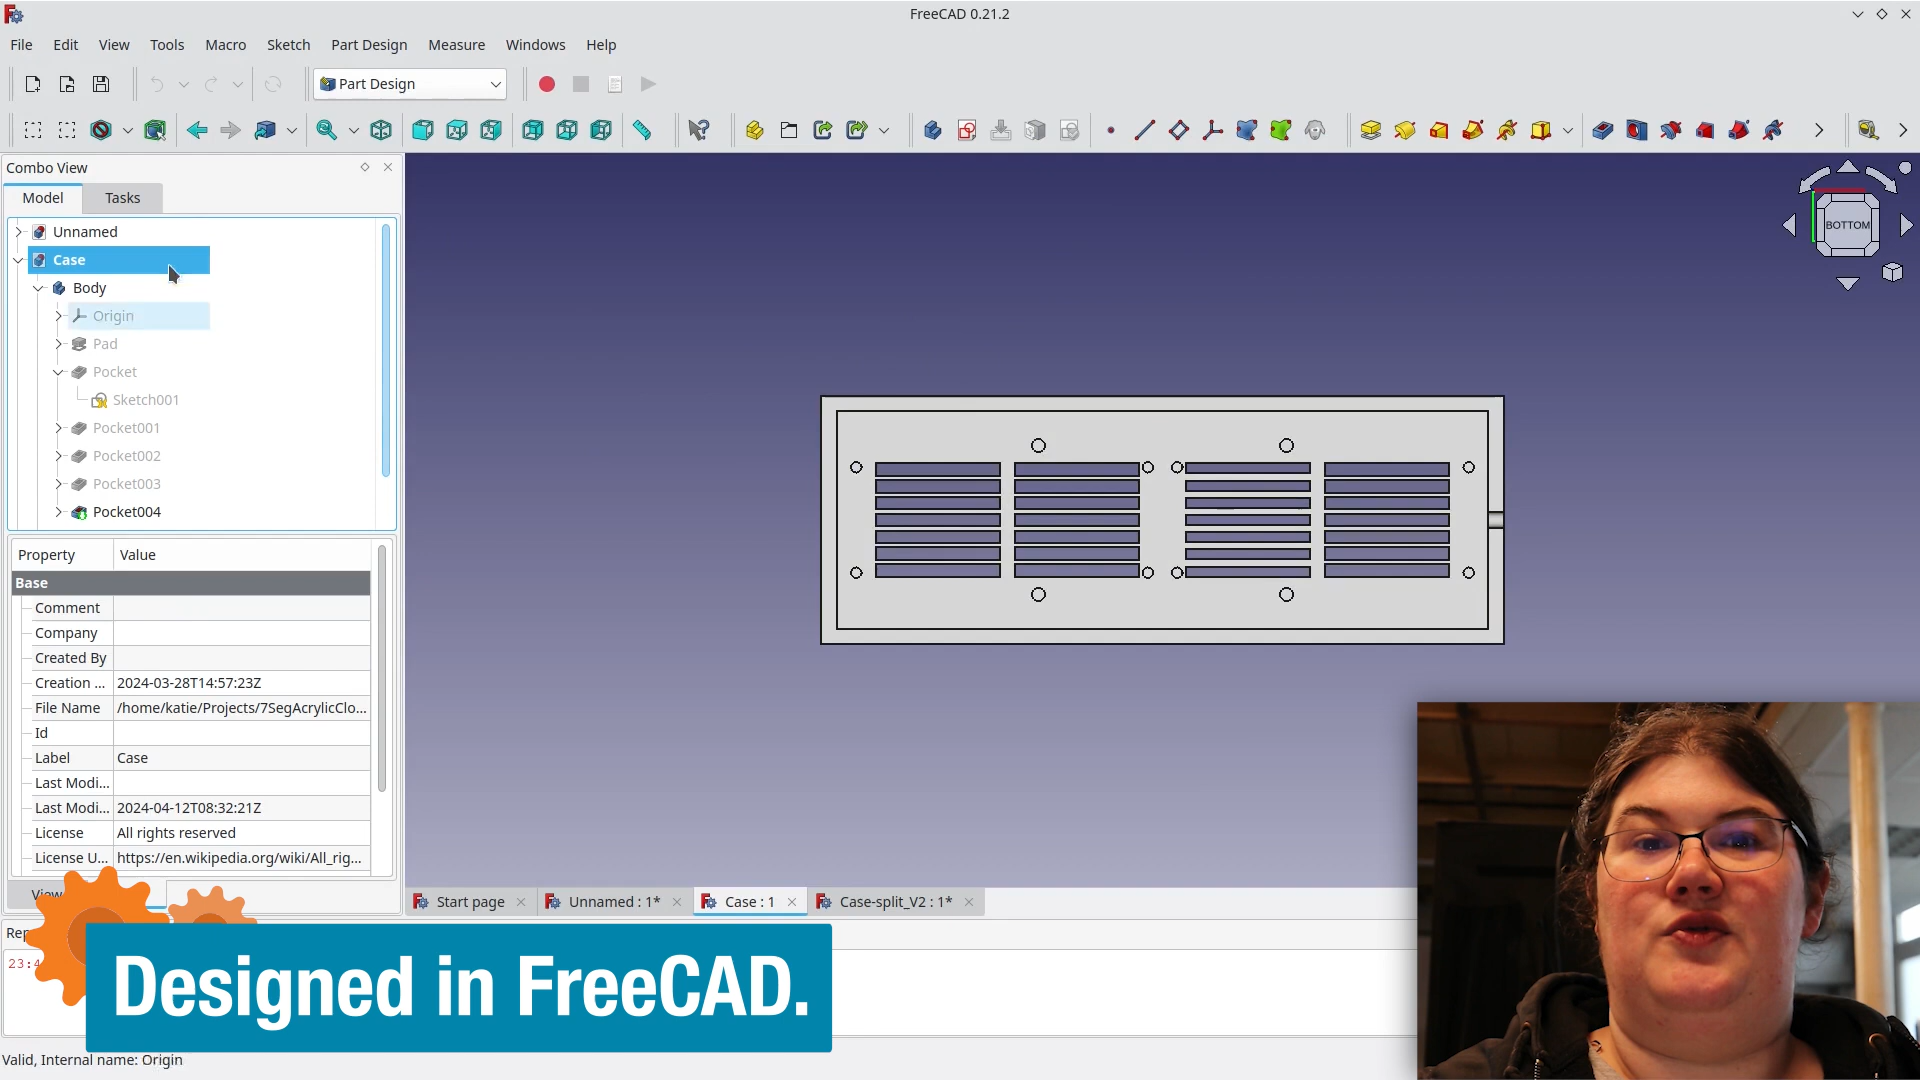 FreeCAD 0.21.2
File Edit View Tools Macro Sketch Part Design Measure Windows Help
Part Design
Combo View
Model Tasks
Unnamed
Case
Body
Origin
Pad
Pocket
Sketch001
Pocket001
Pocket002
Pocket003
Pocket004
BOTTOM
Property Value
Base
Comment
Company
Created By
Creation ... 2024-03-28T14:57:23Z
File Name /home/katie/Projects/7SegAcrylicClo...
Id
Label Case
Last Modi...
Last Modi... 2024-04-12T08:32:21Z
License All rights reserved
License U... https://en.wikipedia.org/wiki/All_rig...
Start page Unnamed : 1* Case : 1 Case-split_V2 : 1*
Designed in FreeCAD.
Valid, Internal name: Origin